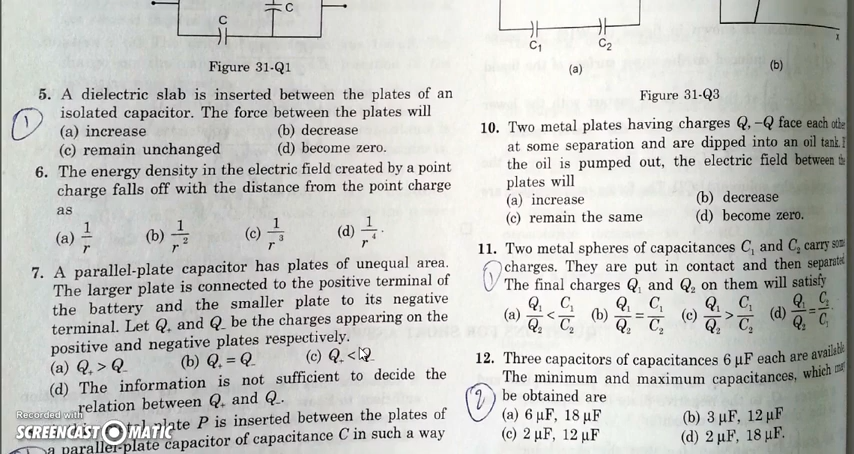 C
C
Figure 31-Q1
5. A dielectric slab is inserted between the plates of an
isolated capacitor. The force between the plates will
(a) increase (b) decrease
(c) remain unchanged (d) become zero.
6. The energy density in the electric field created by a point
charge falls off with the distance from the point charge
as
(a) 1/r (b) 1/r² (c) 1/r³ (d) 1/r⁴.
7. A parallel-plate capacitor has plates of unequal area.
The larger plate is connected to the positive terminal of
the battery and the smaller plate to its negative
terminal. Let Q₊ and Q₋ be the charges appearing on the
positive and negative plates respectively.
(a) Q₊ > Q₋ (b) Q₊ = Q₋ (c) Q₊ < Q₋
(d) The information is not sufficient to decide the
relation between Q₊ and Q₋.
plate P is inserted between the plates of
a parallel-plate capacitor of capacitance C in such a way
Recorded with
SCREENCAST O MATIC
1
C₁ C₂
x
(a) (b)
Figure 31-Q3
10. Two metal plates having charges Q, −Q face each other
at some separation and are dipped into an oil tank. If
the oil is pumped out, the electric field between the
plates will
(a) increase (b) decrease
(c) remain the same (d) become zero.
11. Two metal spheres of capacitances C₁ and C₂ carry some
charges. They are put in contact and then separated.
The final charges Q₁ and Q₂ on them will satisfy
(a) Q₁/Q₂ < C₁/C₂ (b) Q₁/Q₂ = C₁/C₂ (c) Q₁/Q₂ > C₁/C₂ (d) Q₁/Q₂ = C₂/C₁.
1
12. Three capacitors of capacitances 6 μF each are available.
The minimum and maximum capacitances, which may
be obtained are
(a) 6 μF, 18 μF (b) 3 μF, 12 μF
(c) 2 μF, 12 μF (d) 2 μF, 18 μF.
2